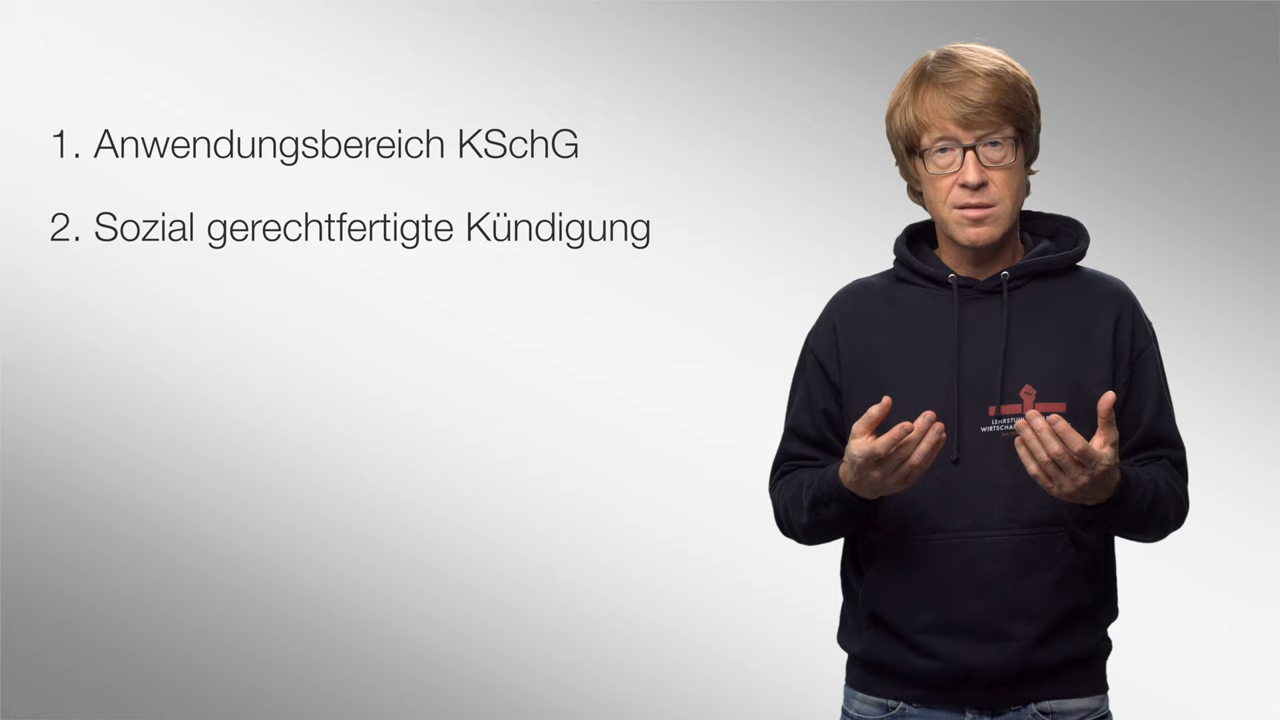 1. Anwendungsbereich KSchG
2. Sozial gerechtfertigte Kündigung